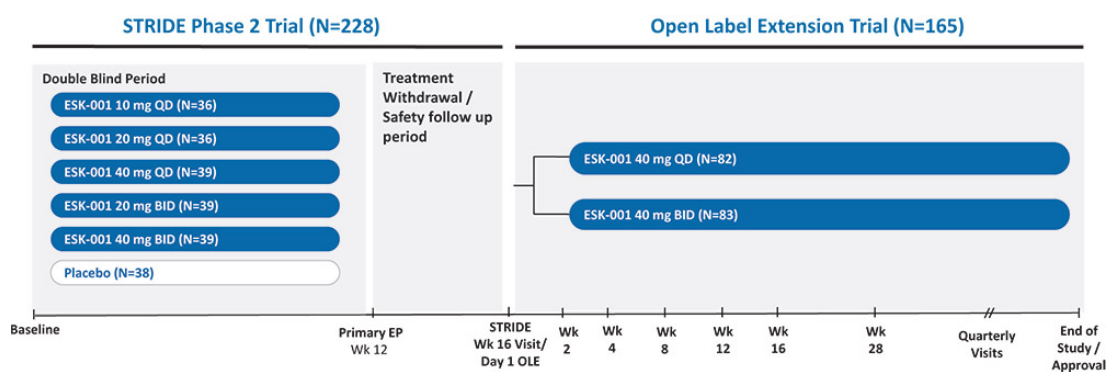 STRIDE Phase 2 Trial (N=228)
Open Label Extension Trial (N=165)
Double Blind Period
ESK-001 10 mg QD (N=36)
ESK-001 20 mg QD (N=36)
ESK-001 40 mg QD (N=39)
ESK-001 20 mg BID (N=39)
ESK-001 40 mg BID (N=39)
Placebo (N=38)
Treatment
Withdrawal /
Safety follow up
period
ESK-001 40 mg QD (N=82)
ESK-001 40 mg BID (N=83)
Baseline
Primary EP
Wk 12
STRIDE
Wk 16 Visit/
Day 1 OLE
Wk
2
Wk
4
Wk
8
Wk
12
Wk
16
Wk
28
Quarterly
Visits
End of
Study /
Approval